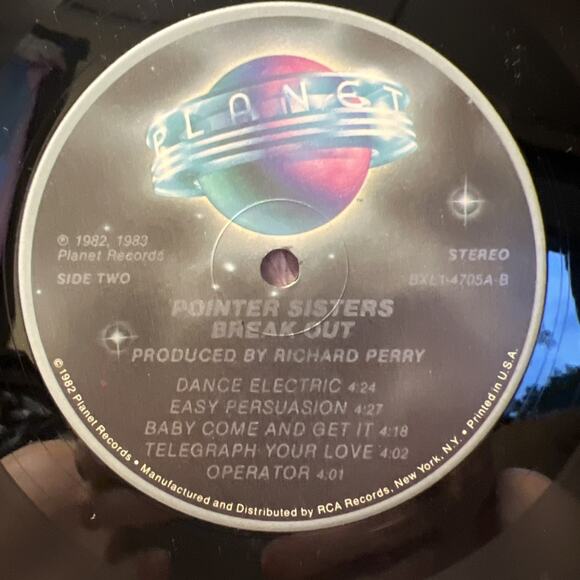 PLANET
℗ 1982, 1983
Planet Records
SIDE TWO
STEREO
BXL1-4705A-B
POINTER SISTERS
BREAK OUT
PRODUCED BY RICHARD PERRY
DANCE ELECTRIC 4:24
EASY PERSUASION 4:27
BABY COME AND GET IT 4:18
TELEGRAPH YOUR LOVE 4:02
OPERATOR 4:01
©1982 Planet Records. • Manufactured and Distributed by RCA Records, New York, N.Y. • Printed in U.S.A.